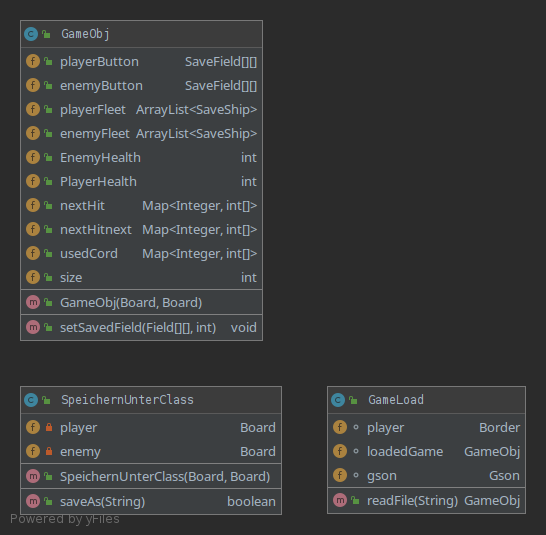 GameObj
playerButton SaveField[][]
enemyButton SaveField[][]
playerFleet ArrayList<SaveShip>
enemyFleet ArrayList<SaveShip>
EnemyHealth int
PlayerHealth int
nextHit Map<Integer, int[]>
nextHitnext Map<Integer, int[]>
usedCord Map<Integer, int[]>
size int
GameObj(Board, Board)
setSavedField(Field[][], int) void
SpeichernUnterClass
player Board
enemy Board
SpeichernUnterClass(Board, Board)
saveAs(String) boolean
GameLoad
player Border
loadedGame GameObj
gson Gson
readFile(String) GameObj
Powered by yFiles